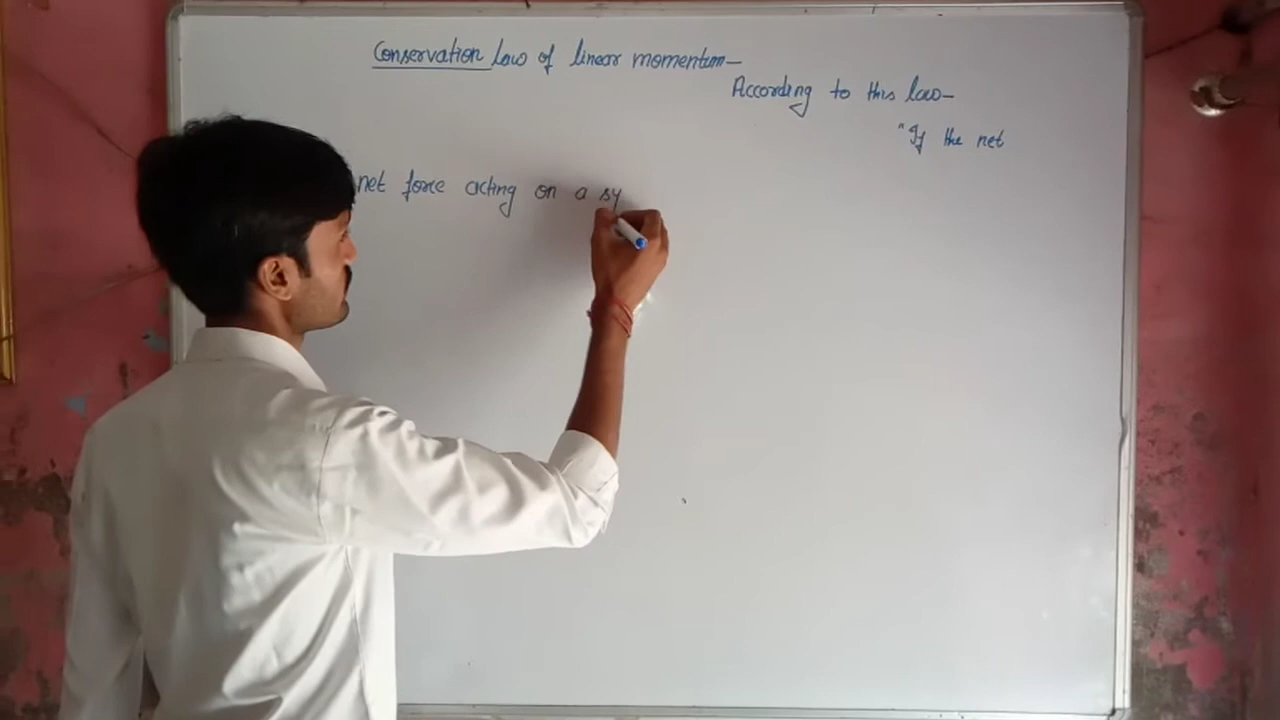 Conservation law of linear momentum—
According to this law—
"If the net
net force acting on a sy